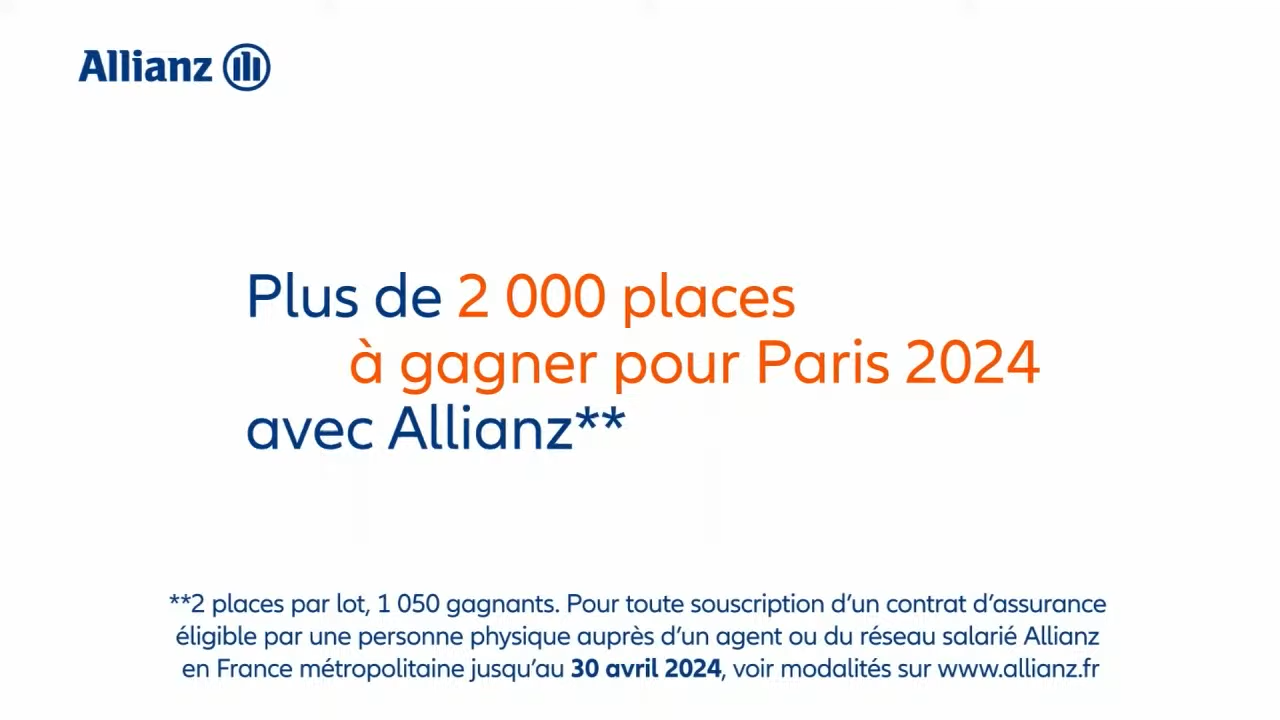 Allianz
Plus de 2 000 places
à gagner pour Paris 2024
avec Allianz**
**2 places par lot, 1 050 gagnants. Pour toute souscription d’un contrat d’assurance
éligible par une personne physique auprès d’un agent ou du réseau salarié Allianz
en France métropolitaine jusqu’au 30 avril 2024, voir modalités sur www.allianz.fr